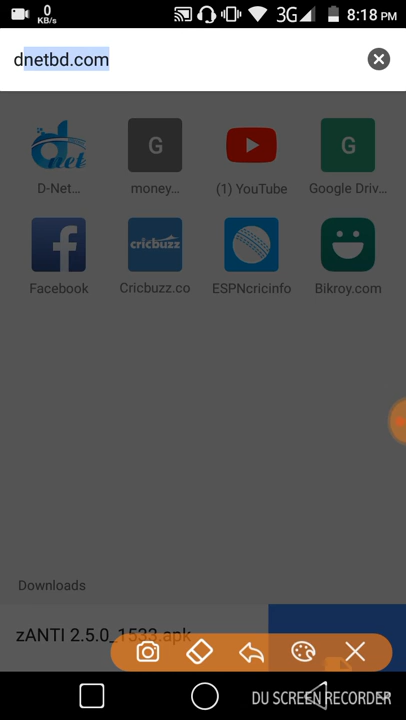 0
KB/s
3G
8:18 PM
dnetbd.com
d
net
G
G
D-Net...
money...
(1) YouTube
Google Driv...
f
cricbuzz
Facebook
Cricbuzz.co
ESPNcricinfo
Bikroy.com
Downloads
zANTI 2.5.0_1533.apk
DU SCREEN RECORDER